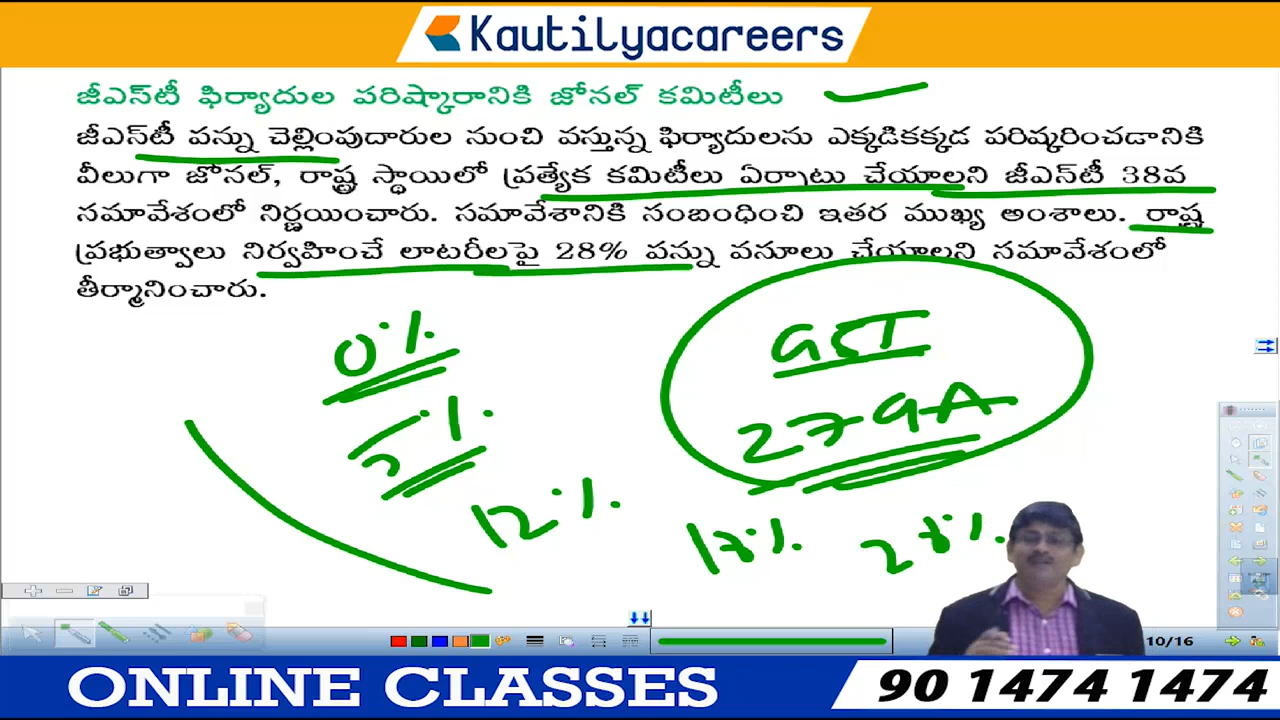 Kautilyacareers
జీఎస్‌టీ ఫిర్యాదుల పరిష్కారానికి జోనల్ కమిటీలు
జీఎస్‌టీ పన్ను చెల్లింపుదారుల నుంచి వస్తున్న ఫిర్యాదులను ఎక్కడికక్కడ పరిష్కరించడానికి
వీలుగా జోనల్, రాష్ట్ర స్థాయిలో ప్రత్యేక కమిటీలు ఏర్పాటు చేయాలని జీఎస్‌టీ 38వ
సమావేశంలో నిర్ణయించారు. సమావేశానికి సంబంధించి ఇతర ముఖ్య అంశాలు. రాష్ట్ర
ప్రభుత్వాలు నిర్వహించే లాటరీలపై 28% పన్ను వసూలు చేయాలని సమావేశంలో
తీర్మానించారు.
0%
GST
5%
279A
12%
18%
28%
10/16
ONLINE CLASSES
90 1474 1474